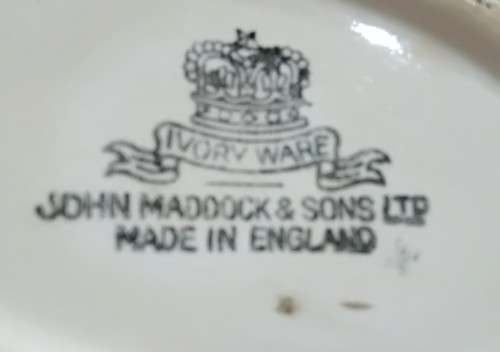 IVORY WARE
JOHN MADDOCK & SONS LTD
MADE IN ENGLAND